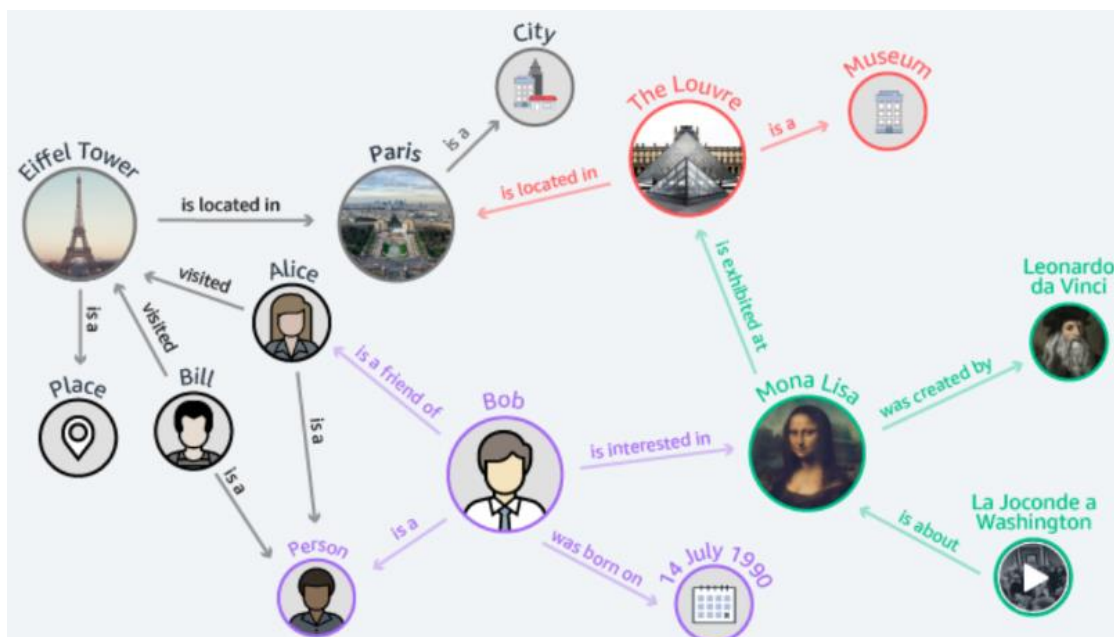 City
is a
The Louvre
Museum
is a
Eiffel Tower
Paris
is located in
is located in
visited
Alice
is a
visited
Place
Bill
is a friend of
is a
is a
Bob
is interested in
is exhibited at
Mona Lisa
was created by
Leonardo
da Vinci
Person
is a
was born on
14 July 1990
is about
La Joconde a
Washington